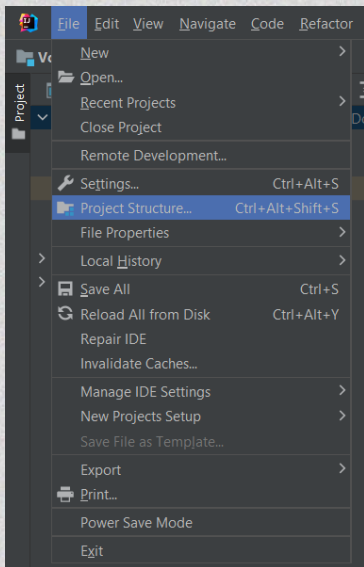 File Edit View Navigate Code Refactor
Project
New
Open...
Recent Projects
Close Project
Remote Development...
Settings... Ctrl+Alt+S
Project Structure... Ctrl+Alt+Shift+S
File Properties
Local History
Save All Ctrl+S
Reload All from Disk Ctrl+Alt+Y
Repair IDE
Invalidate Caches...
Manage IDE Settings
New Projects Setup
Save File as Template...
Export
Print...
Power Save Mode
Exit